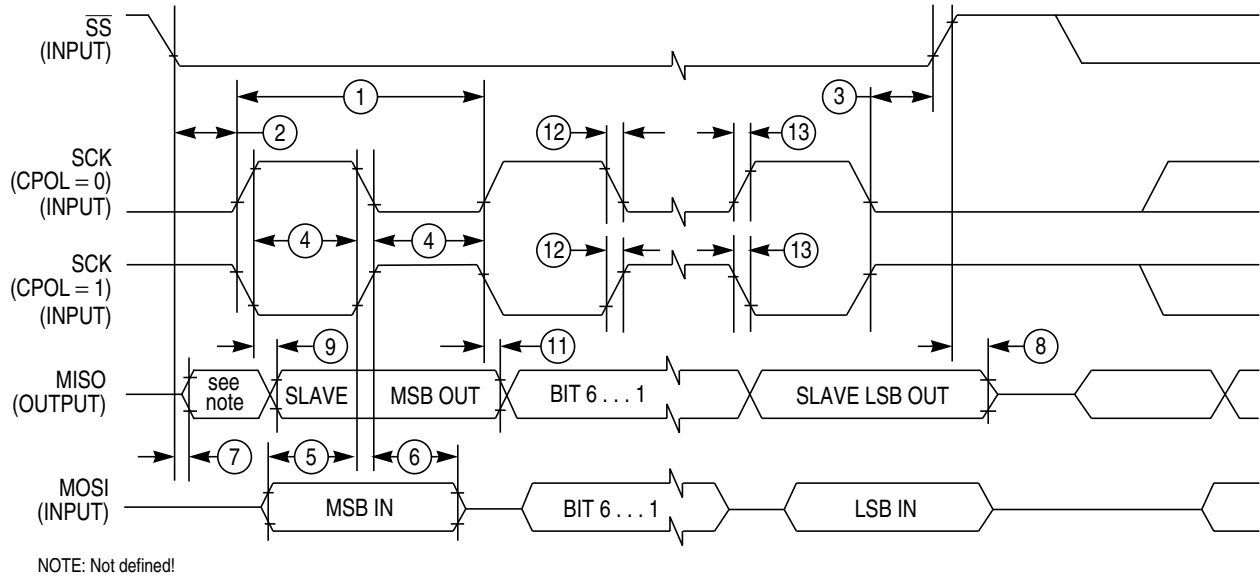 SS
(INPUT)
1
3
2
12
13
SCK
(CPOL = 0)
(INPUT)
4
4
12
13
SCK
(CPOL = 1)
(INPUT)
9
11
8
MISO
(OUTPUT)
see
note
SLAVE
MSB OUT
BIT 6 . . . 1
SLAVE LSB OUT
7
5
6
MOSI
(INPUT)
MSB IN
BIT 6 . . . 1
LSB IN
NOTE: Not defined!